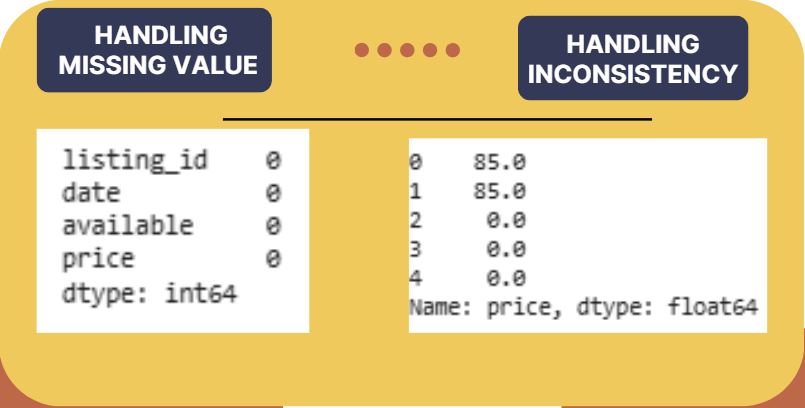 HANDLING
MISSING VALUE
HANDLING
INCONSISTENCY
listing_id 0
date 0
available 0
price 0
dtype: int64
0 85.0
1 85.0
2 0.0
3 0.0
4 0.0
Name: price, dtype: float64